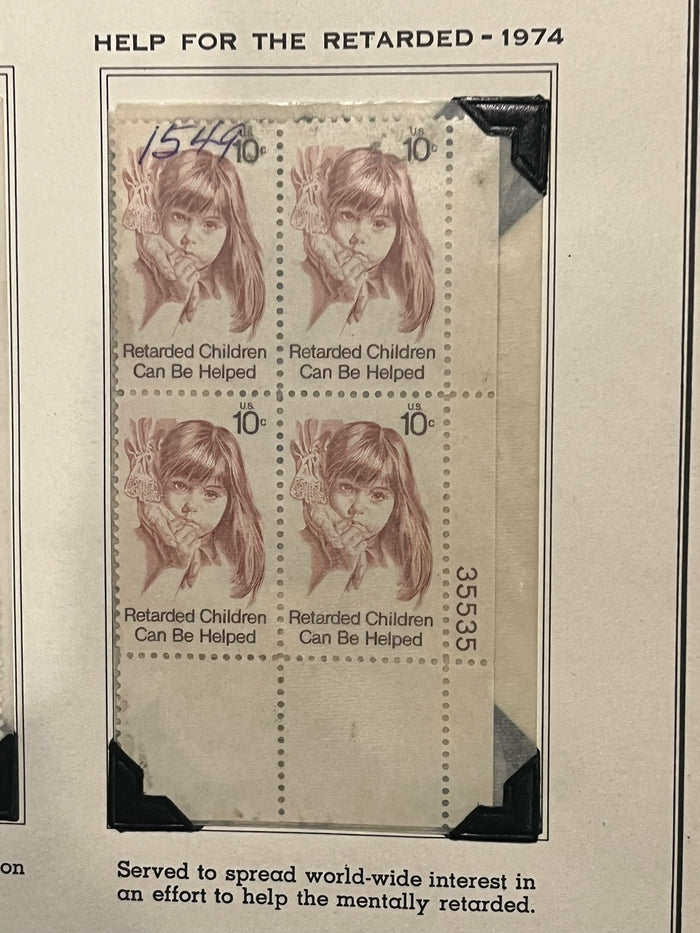 HELP FOR THE RETARDED - 1974
1549
U.S.
10c
U.S.
10c
Retarded Children
Can Be Helped
Retarded Children
Can Be Helped
U.S.
10c
U.S.
10c
Retarded Children
Can Be Helped
Retarded Children
Can Be Helped
35535
on
Served to spread world-wide interest in
an effort to help the mentally retarded.